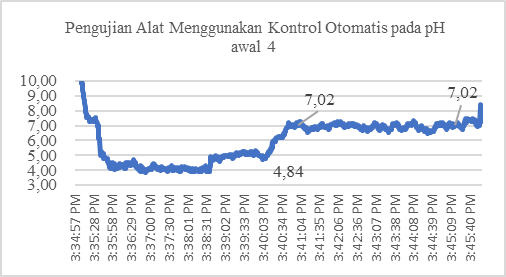 Pengujian Alat Menggunakan Kontrol Otomatis pada pH
awal 4
10,00
9,00
8,00
7,00
6,00
5,00
4,00
3,00
7,02
7,02
4,84
3:34:57 PM
3:35:28 PM
3:35:58 PM
3:36:29 PM
3:37:00 PM
3:37:30 PM
3:38:01 PM
3:38:31 PM
3:39:02 PM
3:39:33 PM
3:40:03 PM
3:40:34 PM
3:41:04 PM
3:41:35 PM
3:42:06 PM
3:42:36 PM
3:43:07 PM
3:43:38 PM
3:44:08 PM
3:44:39 PM
3:45:09 PM
3:45:40 PM